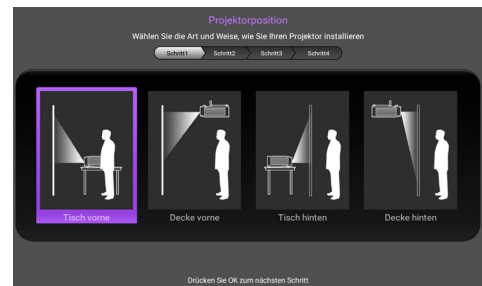 Projektorposition
Wählen Sie die Art und Weise, wie Sie Ihren Projektor installieren
Schritt1 Schritt2 Schritt3 Schritt4
Tisch vorne Decke vorne Tisch hinten Decke hinten
Drücken Sie OK zum nächsten Schritt